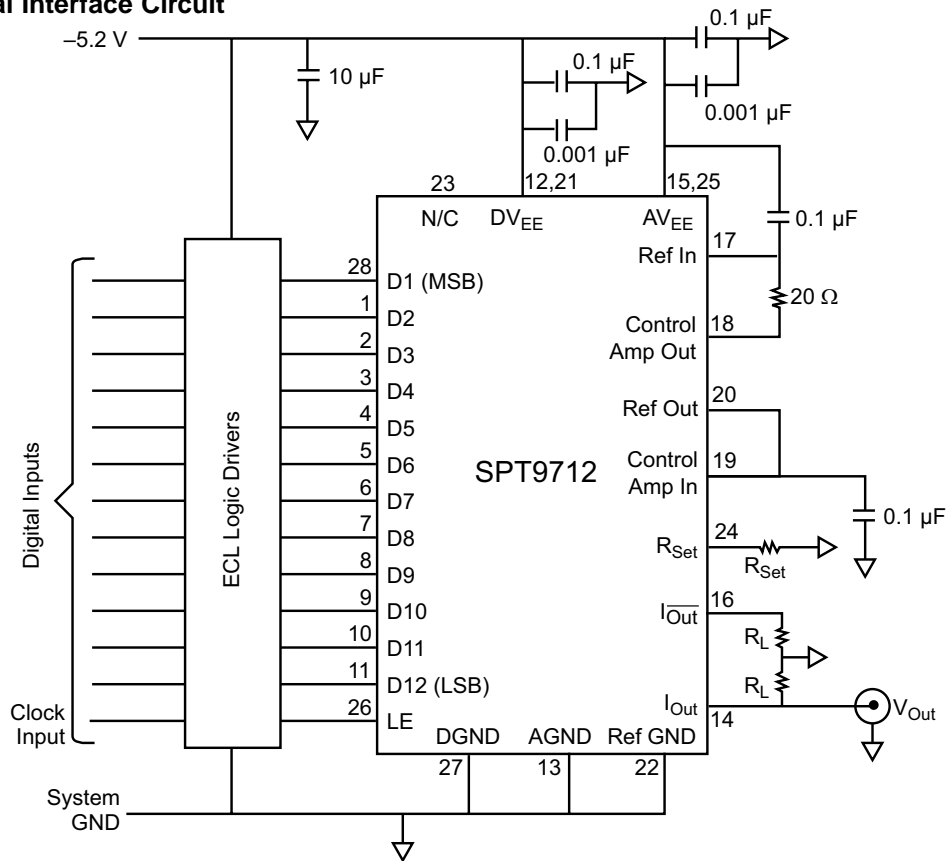 al Interface Circuit
–5.2 V
10 µF
0.1 µF
0.001 µF
0.1 µF
0.001 µF
23
12,21
15,25
N/C
DVEE
AVEE
0.1 µF
17
Ref In
20 Ω
18
Control
Amp Out
20
Ref Out
19
Control
Amp In
0.1 µF
24
RSet
RSet
16
IOut
RL
RL
IOut
14
VOut
SPT9712
28
D1 (MSB)
1
D2
2
D3
3
D4
4
D5
5
D6
6
D7
7
D8
8
D9
9
D10
10
D11
11
D12 (LSB)
26
LE
Digital Inputs
ECL Logic Drivers
Clock
Input
DGND
AGND
Ref GND
27
13
22
System
GND